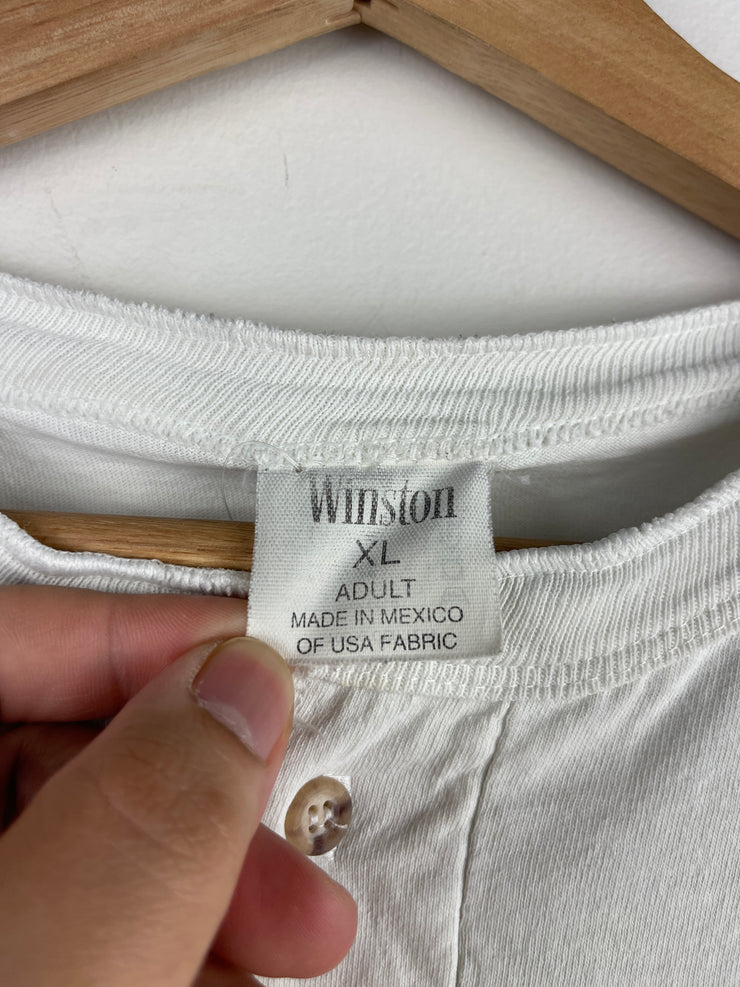 Winston
XL
ADULT
MADE IN MEXICO
OF USA FABRIC